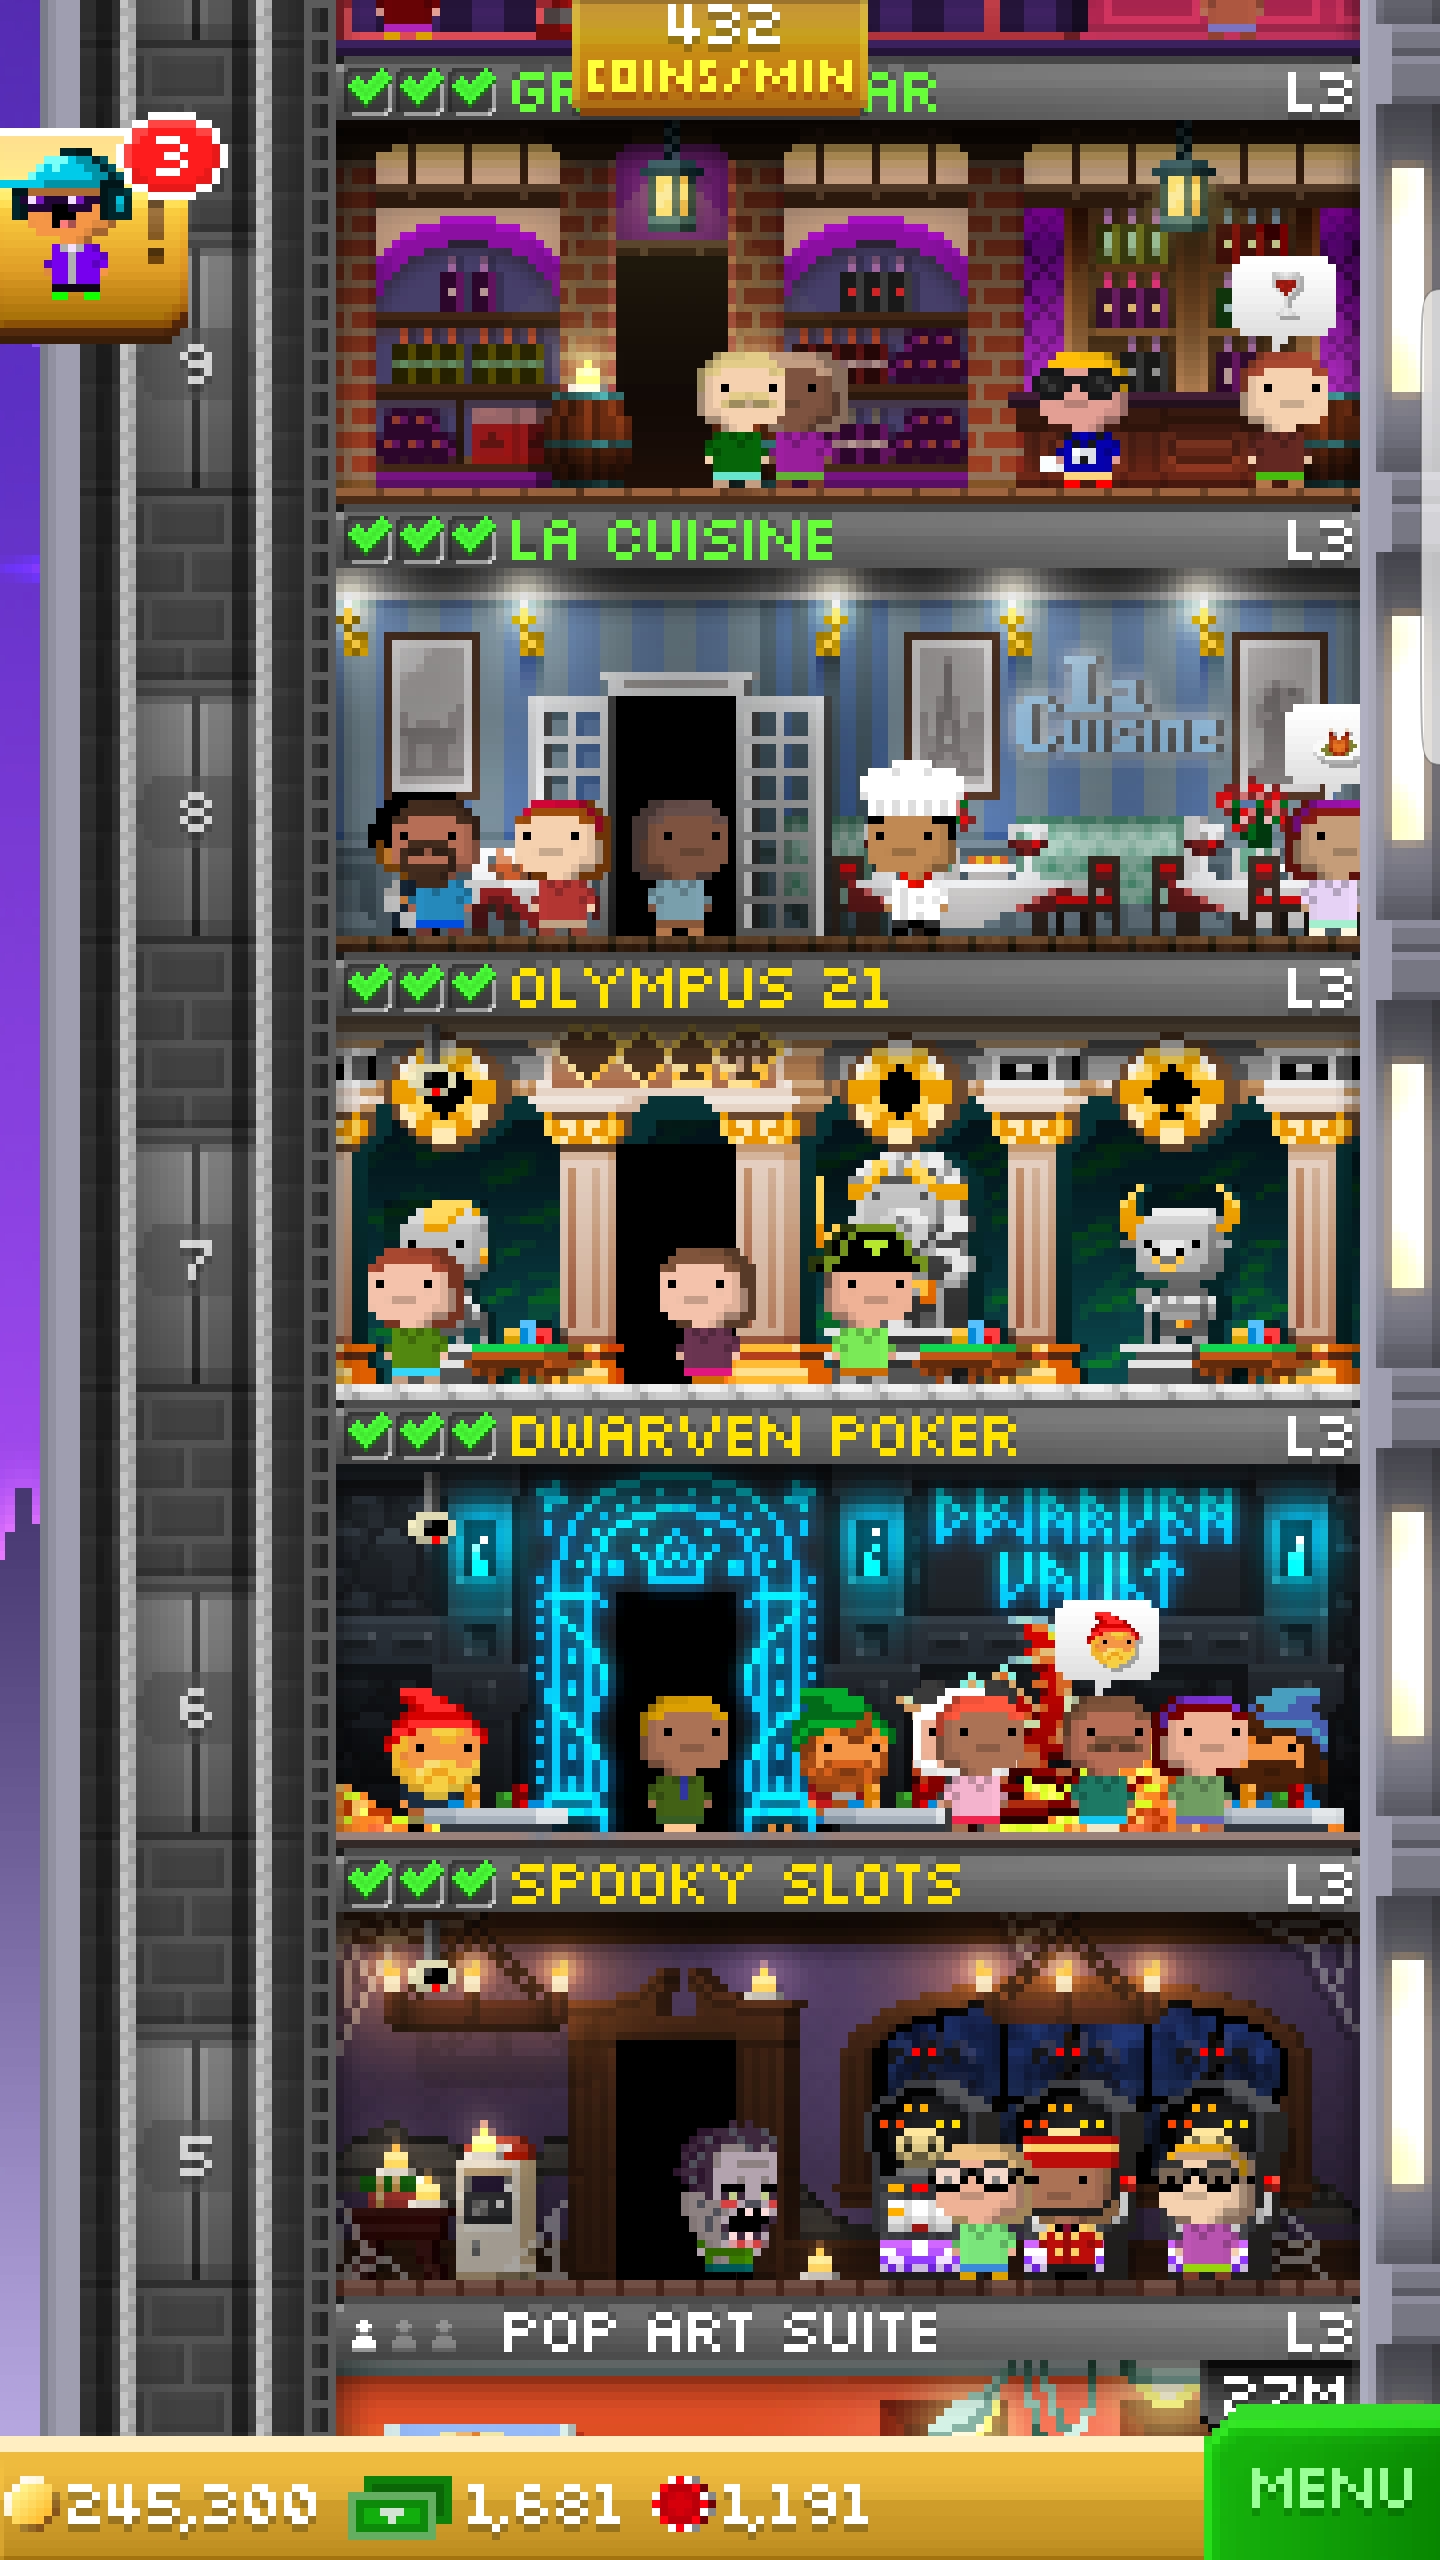 432
COINS/MIN
GR AR L3
3
9
LA CUISINE L3
La
Cuisine
8
OLYMPUS 21 L3
7
DWARVEN POKER L3
DWARVEN
VAULT
6
SPOOKY SLOTS L3
5
POP ART SUITE L3
27M
245,300 1,681 1,191 MENU